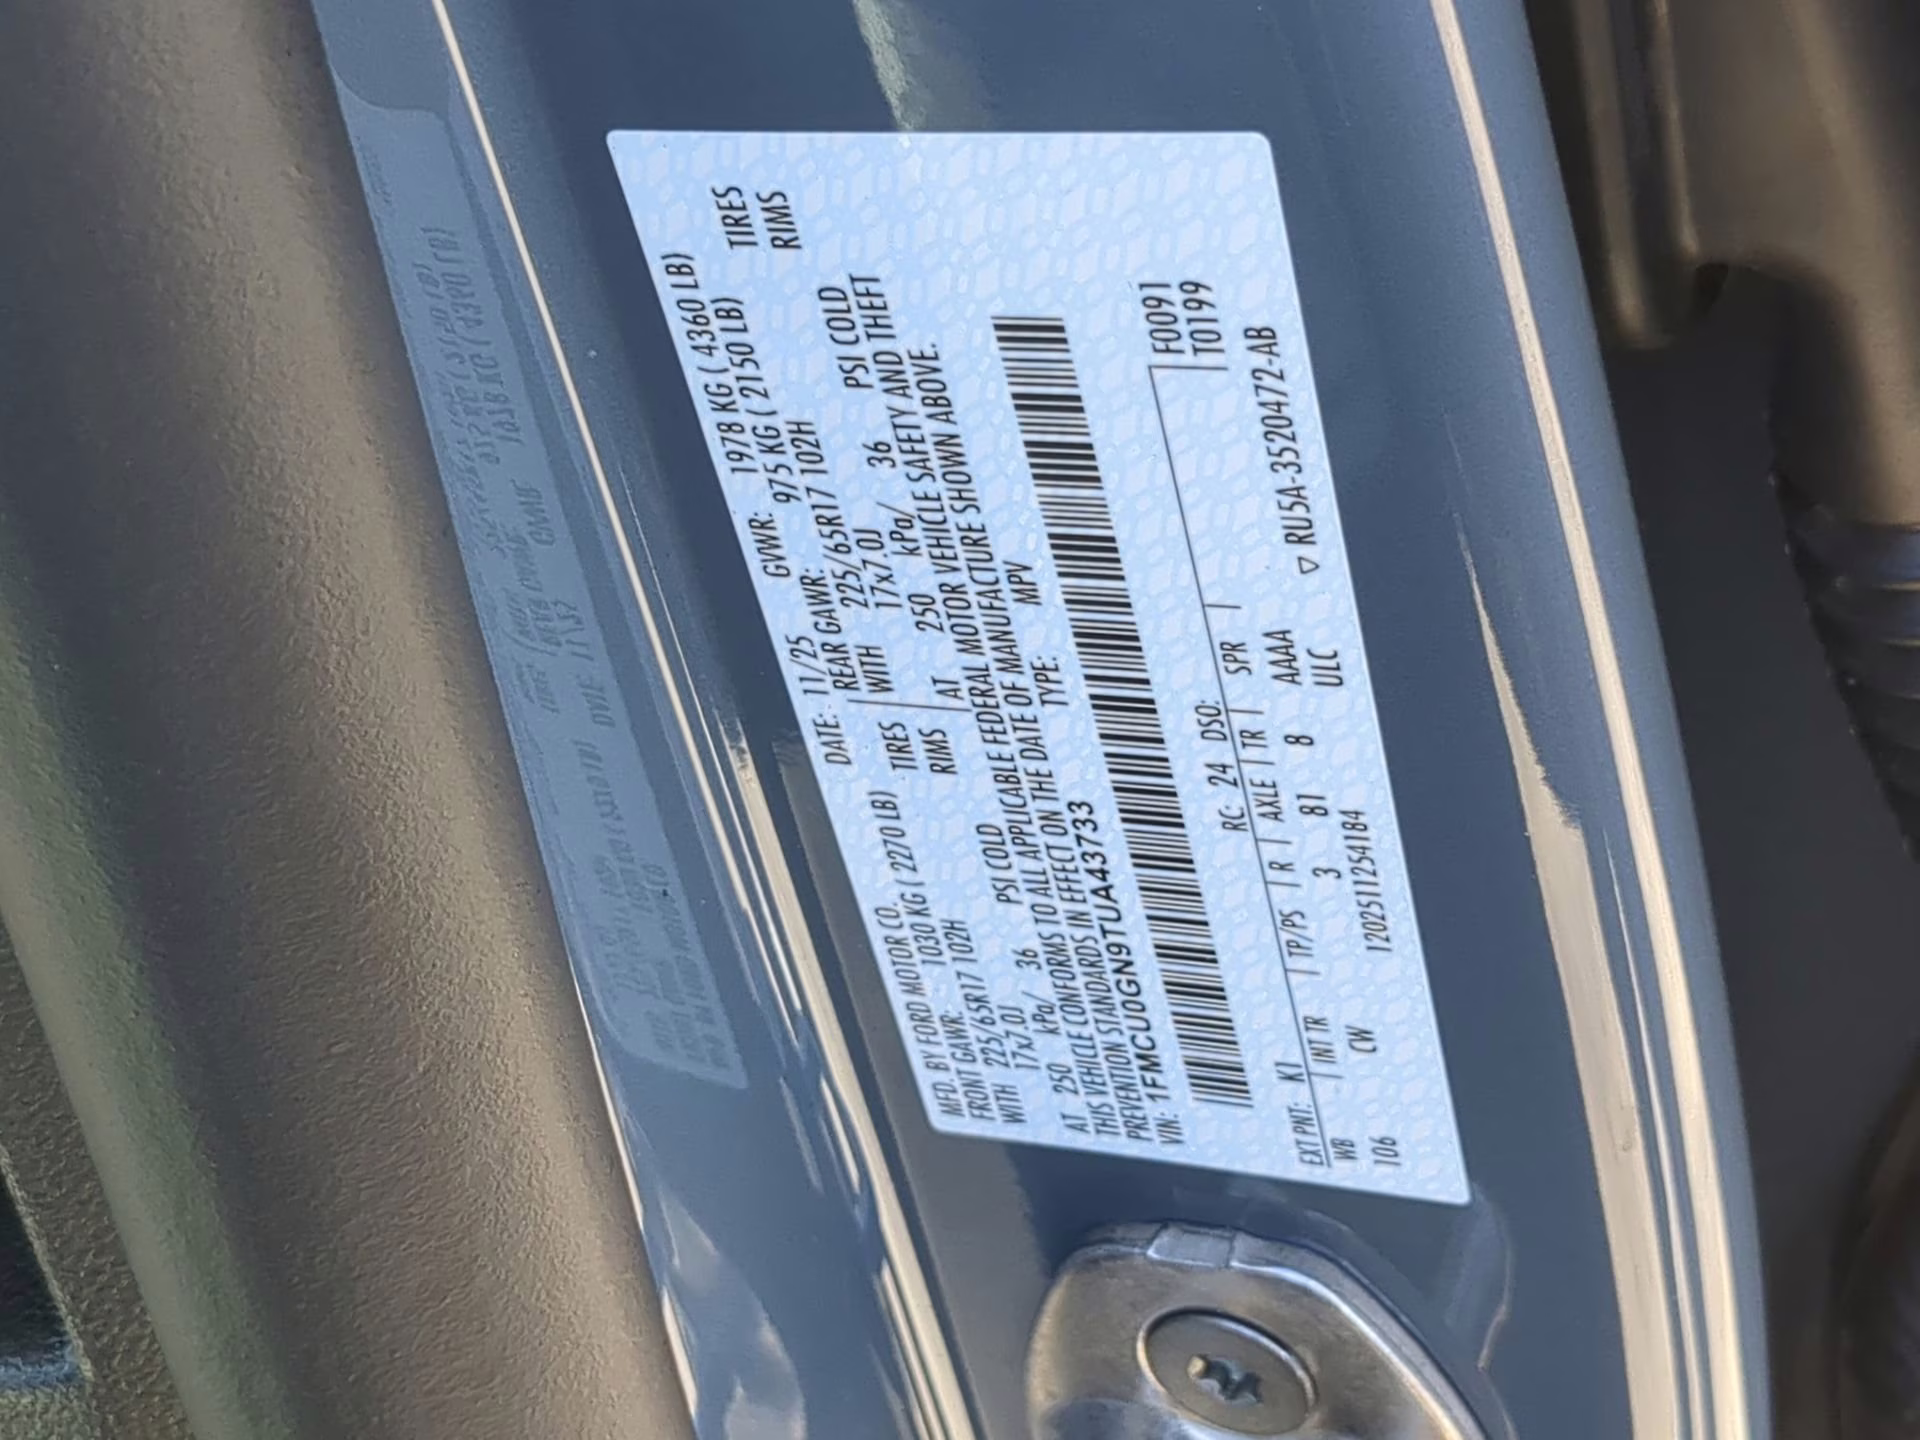 MFD. BY FORD MOTOR CO.
DATE: 11/25 GVWR: 1978 KG ( 4360 LB)
FRONT GAWR: 1030 KG ( 2270 LB)
REAR GAWR: 975 KG ( 2150 LB)
WITH 225/65R17 102H TIRES
WITH 225/65R17 102H TIRES
17x7.0J RIMS
17x7.0J RIMS
AT 250 kPa/ 36 PSI COLD
AT 250 kPa/ 36 PSI COLD
THIS VEHICLE CONFORMS TO ALL APPLICABLE FEDERAL MOTOR VEHICLE SAFETY AND THEFT
PREVENTION STANDARDS IN EFFECT ON THE DATE OF MANUFACTURE SHOWN ABOVE.
VIN: 1FMCU0GN9TUA43733 TYPE: MPV
F0091
T0199
EXT PNT: K1 RC: 24 DSO:
WB | INT TR | TP/PS | R | AXLE | TR | SPR
106 CW 3 81 8 AAAA
▽ RU5A-3520472-AB
1202511254184 ULC